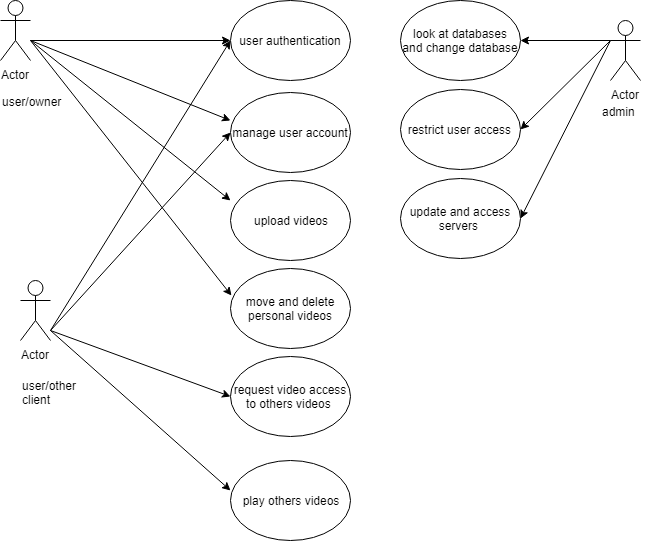 Actor
user/owner
user authentication
manage user account
upload videos
move and delete
personal videos
Actor
user/other
client
request video access
to others videos
play others videos
look at databases
and change database
restrict user access
update and access
servers
Actor
admin